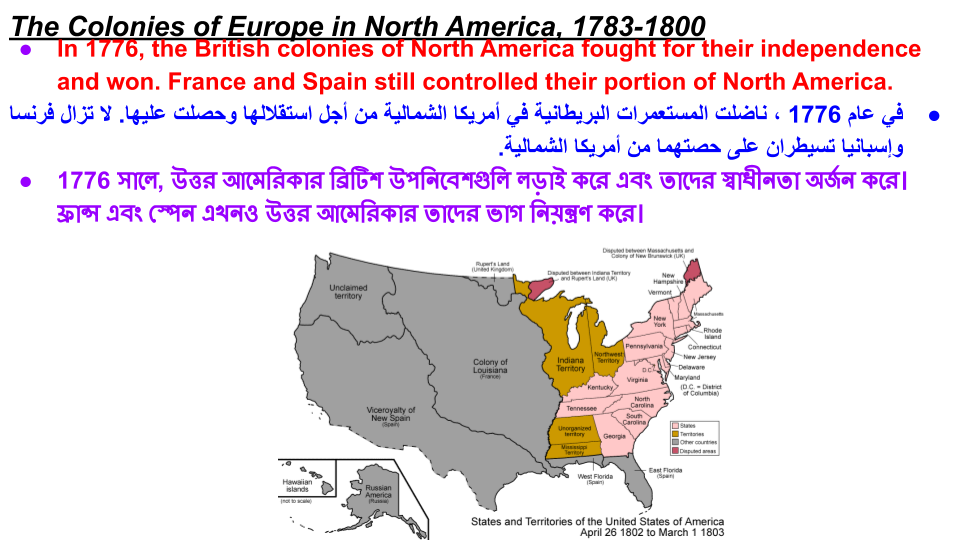 The Colonies of Europe in North America, 1783-1800
● In 1776, the British colonies of North America fought for their independence
and won. France and Spain still controlled their portion of North America.
● في عام 1776 ، ناضلت المستعمرات البريطانية في أمريكا الشمالية من أجل استقلالها وحصلت عليها. لا تزال فرنسا
وإسبانيا تسيطران على حصتهما من أمريكا الشمالية.
● 1776 সালে, উত্তর আমেরিকার ব্রিটিশ উপনিবেশগুলি লড়াই করে এবং তাদের স্বাধীনতা অর্জন করে।
ফ্রান্স এবং স্পেন এখনও উত্তর আমেরিকার তাদের ভাগ নিয়ন্ত্রণ করে।
Disputed between Massachusetts and
Colony of New Brunswick (UK)
Rupert's Land
(United Kingdom)
Disputed between Indiana Territory
and Rupert's Land (UK)
New
Hampshire
Vermont
Massachusetts
Unclaimed
territory
New
York
Rhode
Island
Connecticut
Pennsylvania
New Jersey
Northwest
Territory
Indiana
Territory
Colony of
Louisiana
(France)
Delaware
D.C.
Maryland
Virginia
(D.C. = District
of Columbia)
Kentucky
North
Carolina
Tennessee
Viceroyalty of
New Spain
(Spain)
South
Carolina
Unorganized
territory
Georgia
Mississippi
Territory
States
Territories
Other countries
Disputed areas
East Florida
(Spain)
West Florida
(Spain)
Hawaiian
islands
(not to scale)
Russian
America
(Russia)
States and Territories of the United States of America
April 26 1802 to March 1 1803